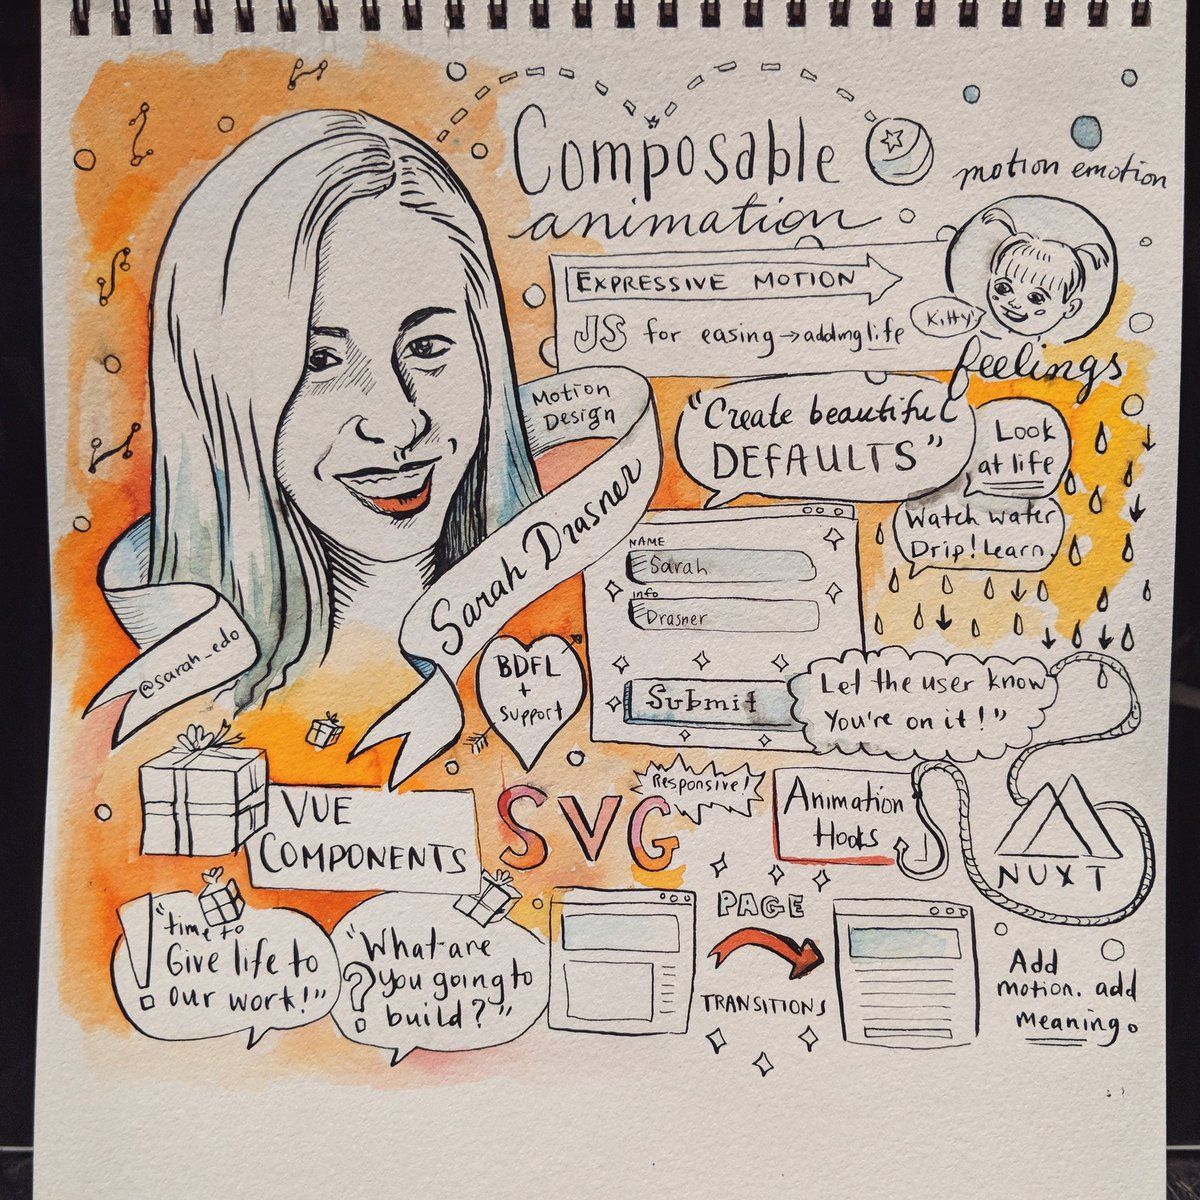 Composable
animation
motion emotion
EXPRESSIVE MOTION
JS for easing → adding life
Kitty!
feelings
Motion
Design
Sarah Drasner
@sarah_edo
"Create beautiful
DEFAULTS"
Look
at life
Watch water
Drip! Learn.
NAME
Sarah
info
Drasner
Submit
Let the user know
You're on it!"
BDFL
+
support
VUE
COMPONENTS
SVG
Responsive!
Animation
Hooks
NUXT
! "time to
Give life to
our work!"
"What are
? you going to
build?"
PAGE
TRANSITIONS
Add
motion. add
meaning.